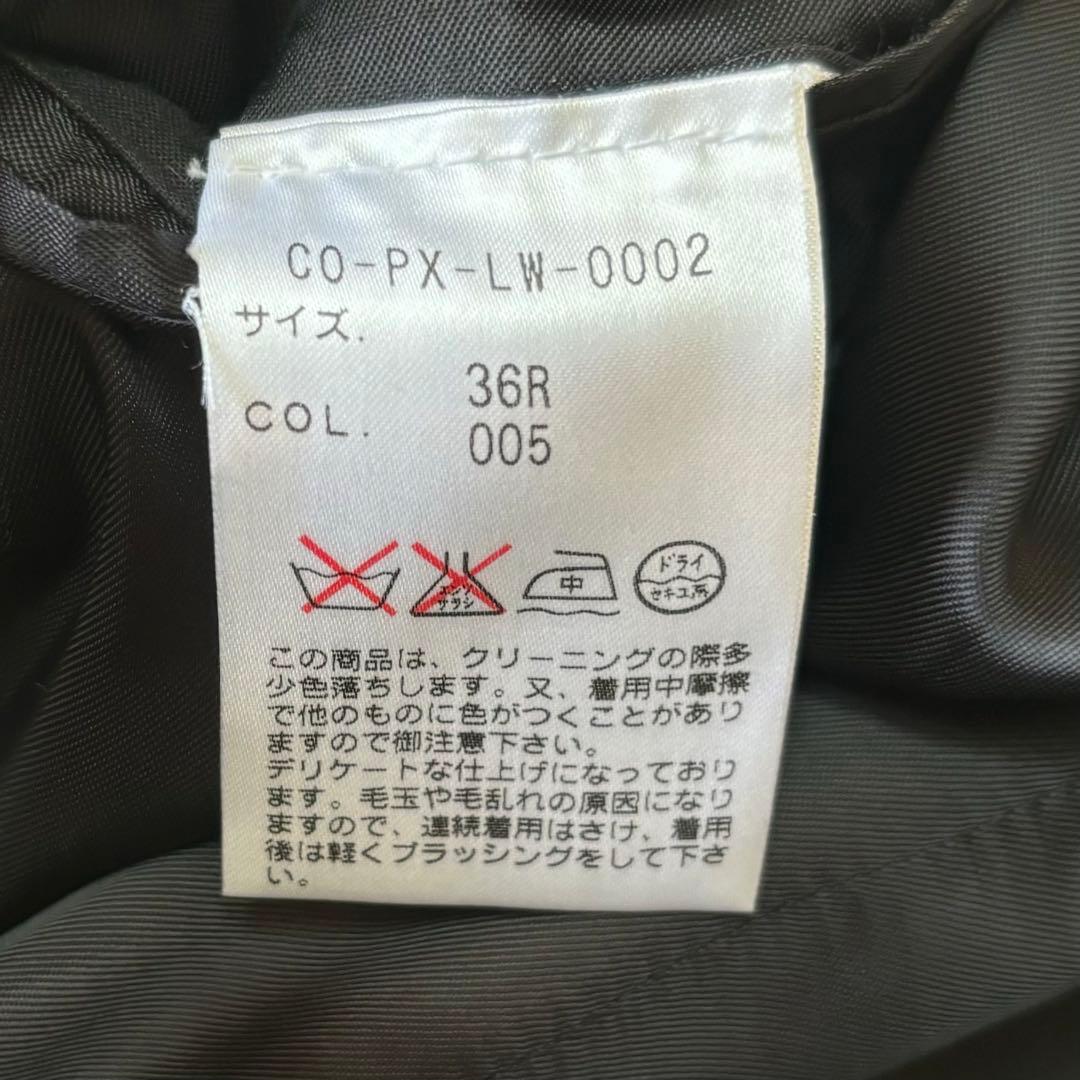 CO-PX-LW-0002
サイズ.
36R
COL.
005
エンソ
サラシ
中
ドライ
セキユ系
この商品は、クリーニングの際多
少色落ちします。又、着用中摩擦
で他のものに色がつくことがあり
ますので御注意下さい。
デリケートな仕上げになっており
ます。毛玉や毛乱れの原因になり
ますので、連続着用はさけ、着用
後は軽くブラッシングをして下さ
い。